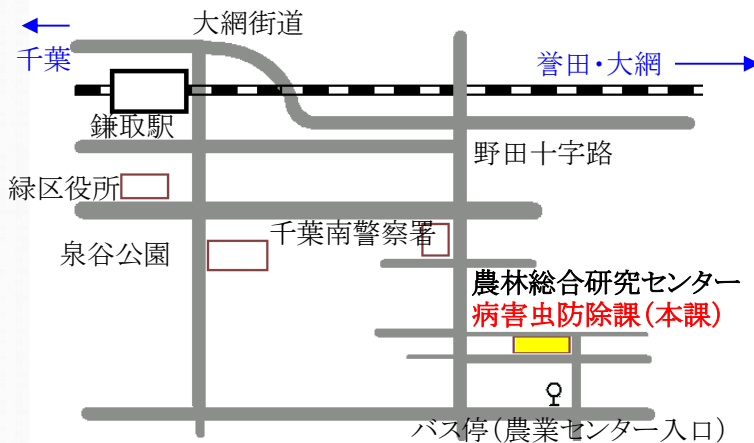 大網街道
千葉
誉田・大網
鎌取駅
野田十字路
緑区役所
千葉南警察署
泉谷公園
農林総合研究センター
病害虫防除課(本課)
バス停(農業センター入口)